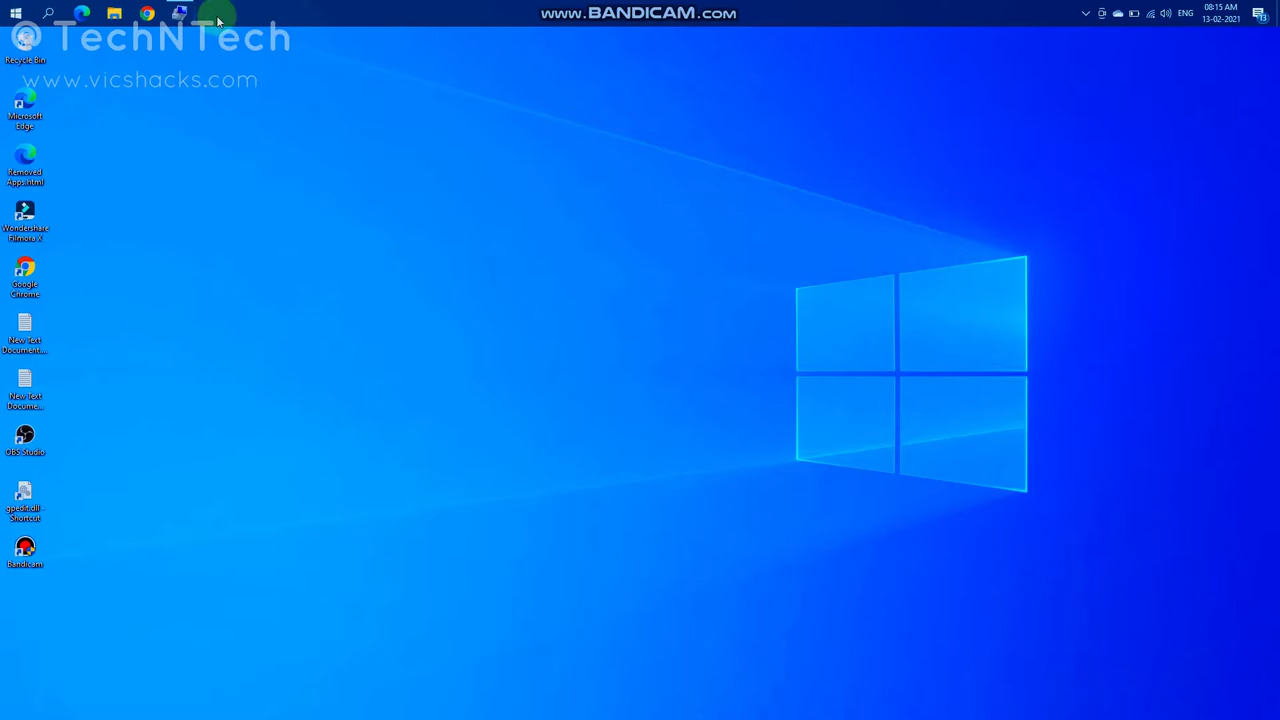 www.BANDICAM.com
ENG
08:15 AM
13-02-2021
13
@ TechNTech
www.vicshacks.com
Recycle Bin
Microsoft
Edge
Removed
Apps.html
Wondershare
Filmora X
Google
Chrome
New Text
Document....
New Text
Docume...
OBS Studio
gpedit.dll -
Shortcut
Bandicam